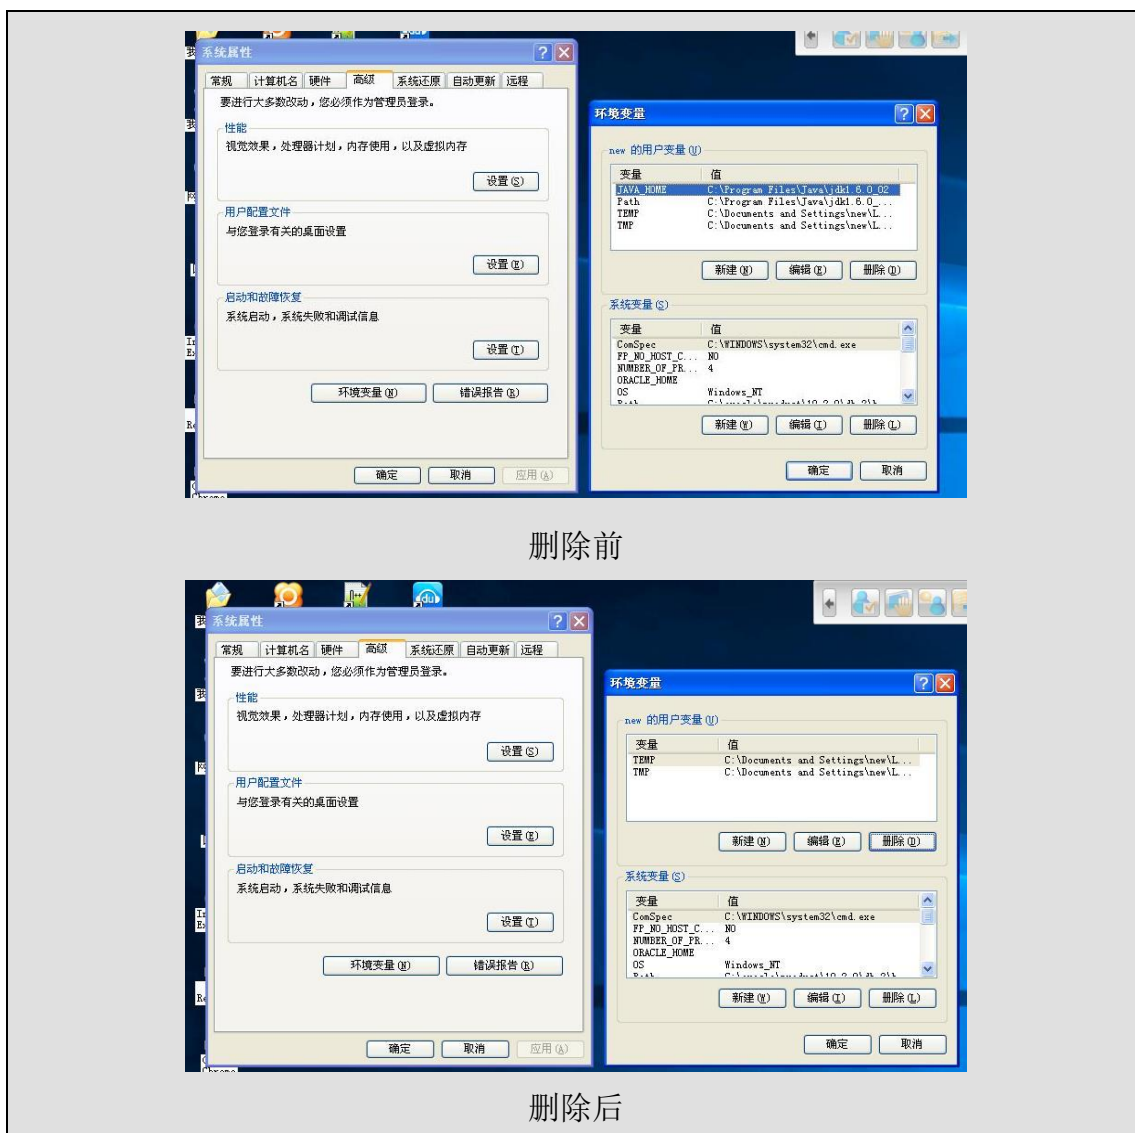 系统属性
常规 计算机名 硬件 高级 系统还原 自动更新 远程
要进行大多数改动，您必须作为管理员登录。
性能
视觉效果，处理器计划，内存使用，以及虚拟内存
设置(S)
用户配置文件
与您登录有关的桌面设置
设置(E)
启动和故障恢复
系统启动，系统失败和调试信息
设置(T)
环境变量(N) 错误报告(R)
确定 取消 应用(A)
环境变量
new 的用户变量(U)
变量 值
JAVA_HOME C:\Program Files\Java\jdk1.6.0_02
Path C:\Program Files\Java\jdk1.6.0_...
TEMP C:\Documents and Settings\new\L...
TMP C:\Documents and Settings\new\L...
新建(N) 编辑(E) 删除(D)
系统变量(S)
变量 值
ComSpec C:\WINDOWS\system32\cmd.exe
FP_NO_HOST_C... NO
NUMBER_OF_PR... 4
ORACLE_HOME
OS Windows_NT
新建(W) 编辑(I) 删除(L)
确定 取消
删除前
系统属性
常规 计算机名 硬件 高级 系统还原 自动更新 远程
要进行大多数改动，您必须作为管理员登录。
性能
视觉效果，处理器计划，内存使用，以及虚拟内存
设置(S)
用户配置文件
与您登录有关的桌面设置
设置(E)
启动和故障恢复
系统启动，系统失败和调试信息
设置(T)
环境变量(N) 错误报告(R)
确定 取消 应用(A)
环境变量
new 的用户变量(U)
变量 值
TEMP C:\Documents and Settings\new\L...
TMP C:\Documents and Settings\new\L...
新建(N) 编辑(E) 删除(D)
系统变量(S)
变量 值
ComSpec C:\WINDOWS\system32\cmd.exe
FP_NO_HOST_C... NO
NUMBER_OF_PR... 4
ORACLE_HOME
OS Windows_NT
新建(W) 编辑(I) 删除(L)
确定 取消
删除后